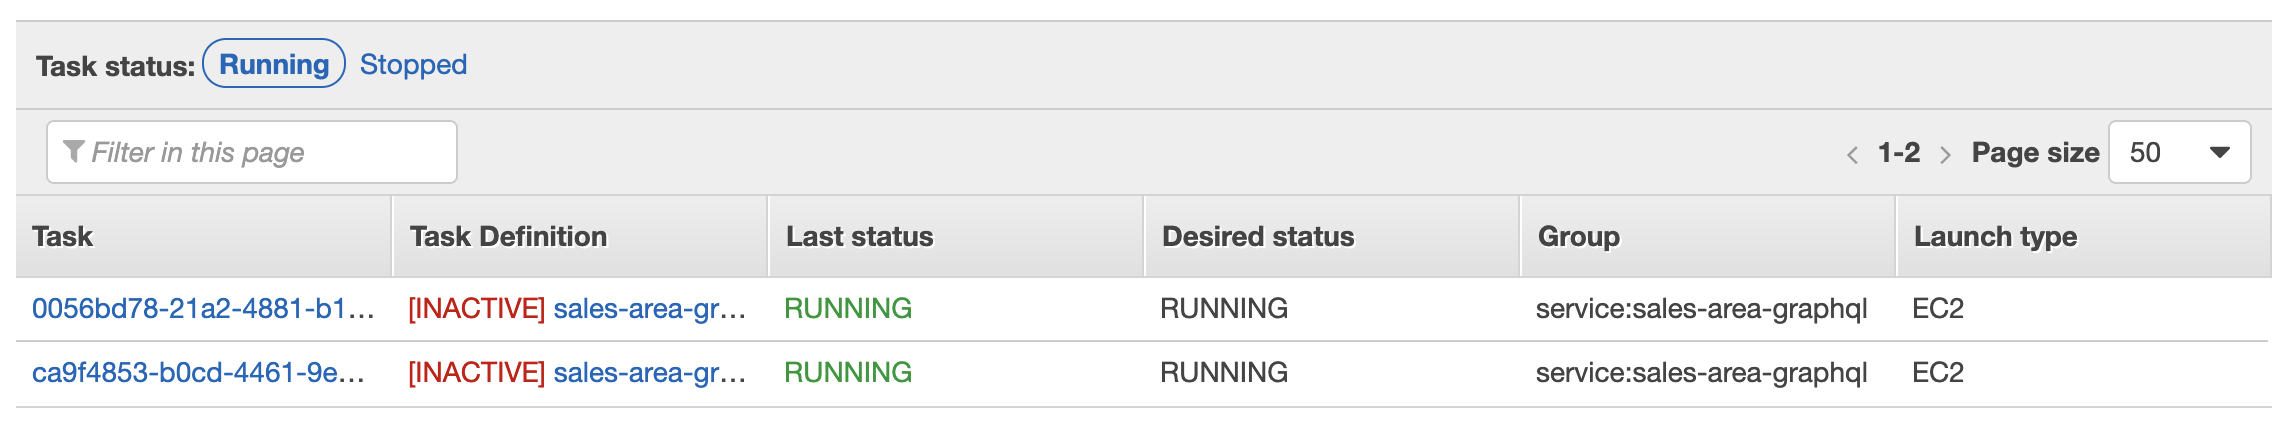 Task status: Running Stopped
Filter in this page < 1-2 > Page size 50
Task Task Definition Last status Desired status Group Launch type
0056bd78-21a2-4881-b1... [INACTIVE] sales-area-gr... RUNNING RUNNING service:sales-area-graphql EC2
ca9f4853-b0cd-4461-9e... [INACTIVE] sales-area-gr... RUNNING RUNNING service:sales-area-graphql EC2